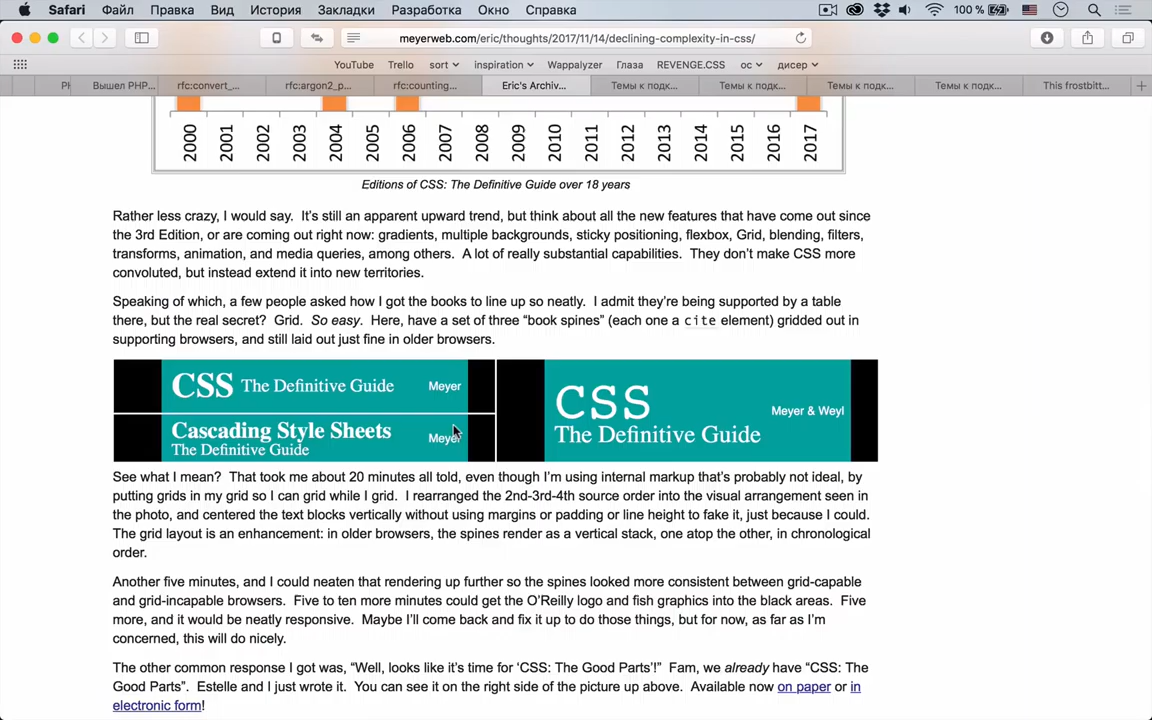 Safari Файл Правка Вид История Закладки Разработка Окно Справка 100 %
meyerweb.com/eric/thoughts/2017/11/14/declining-complexity-in-css/
YouTube Trello sort inspiration Wappalyzer Глаза REVENGE.CSS ос дисер
PH Вышел PHP... rfc:convert_... rfc:argon2_p... rfc:counting... Eric's Archiv... Темы к подк... Темы к подк... Темы к подк... Темы к подк... This frostbitt...
2000 2001 2002 2003 2004 2005 2006 2007 2008 2009 2010 2011 2012 2013 2014 2015 2016 2017
Editions of CSS: The Definitive Guide over 18 years
Rather less crazy, I would say. It’s still an apparent upward trend, but think about all the new features that have come out since
the 3rd Edition, or are coming out right now: gradients, multiple backgrounds, sticky positioning, flexbox, Grid, blending, filters,
transforms, animation, and media queries, among others. A lot of really substantial capabilities. They don’t make CSS more
convoluted, but instead extend it into new territories.
Speaking of which, a few people asked how I got the books to line up so neatly. I admit they’re being supported by a table
there, but the real secret? Grid. So easy. Here, have a set of three “book spines” (each one a cite element) gridded out in
supporting browsers, and still laid out just fine in older browsers.
CSS The Definitive Guide Meyer
Cascading Style Sheets
The Definitive Guide Meyer
CSS
The Definitive Guide Meyer & Weyl
See what I mean? That took me about 20 minutes all told, even though I’m using internal markup that’s probably not ideal, by
putting grids in my grid so I can grid while I grid. I rearranged the 2nd-3rd-4th source order into the visual arrangement seen in
the photo, and centered the text blocks vertically without using margins or padding or line height to fake it, just because I could.
The grid layout is an enhancement: in older browsers, the spines render as a vertical stack, one atop the other, in chronological
order.
Another five minutes, and I could neaten that rendering up further so the spines looked more consistent between grid-capable
and grid-incapable browsers. Five to ten more minutes could get the O’Reilly logo and fish graphics into the black areas. Five
more, and it would be neatly responsive. Maybe I’ll come back and fix it up to do those things, but for now, as far as I’m
concerned, this will do nicely.
The other common response I got was, “Well, looks like it’s time for ‘CSS: The Good Parts’!” Fam, we already have “CSS: The
Good Parts”. Estelle and I just wrote it. You can see it on the right side of the picture up above. Available now on paper or in
electronic form!